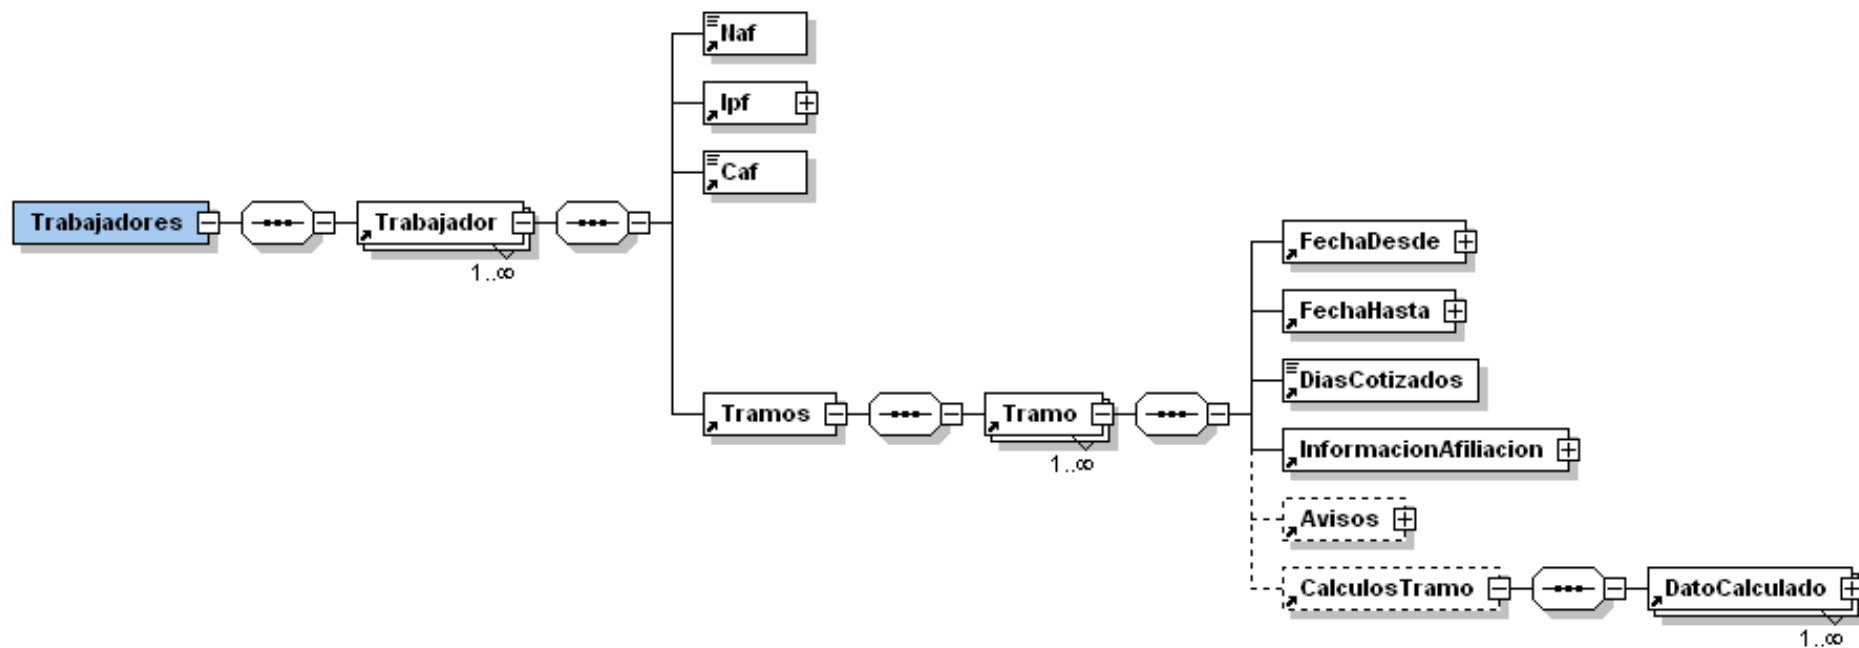 Naf
Ipf
Caf
Trabajadores
Trabajador
1..∞
FechaDesde
FechaHasta
DiasCotizados
Tramos
Tramo
1..∞
InformacionAfiliacion
Avisos
CalculosTramo
DatoCalculado
1..∞